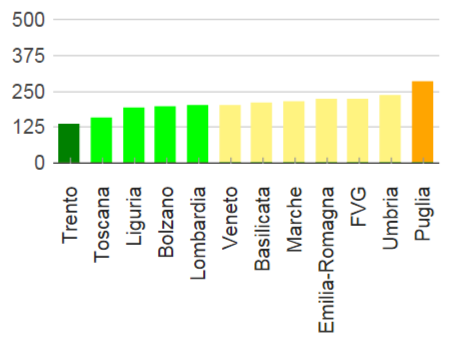 500
375
250
125
0
Trento
Toscana
Liguria
Bolzano
Lombardia
Veneto
Basilicata
Marche
Emilia-Romagna
FVG
Umbria
Puglia